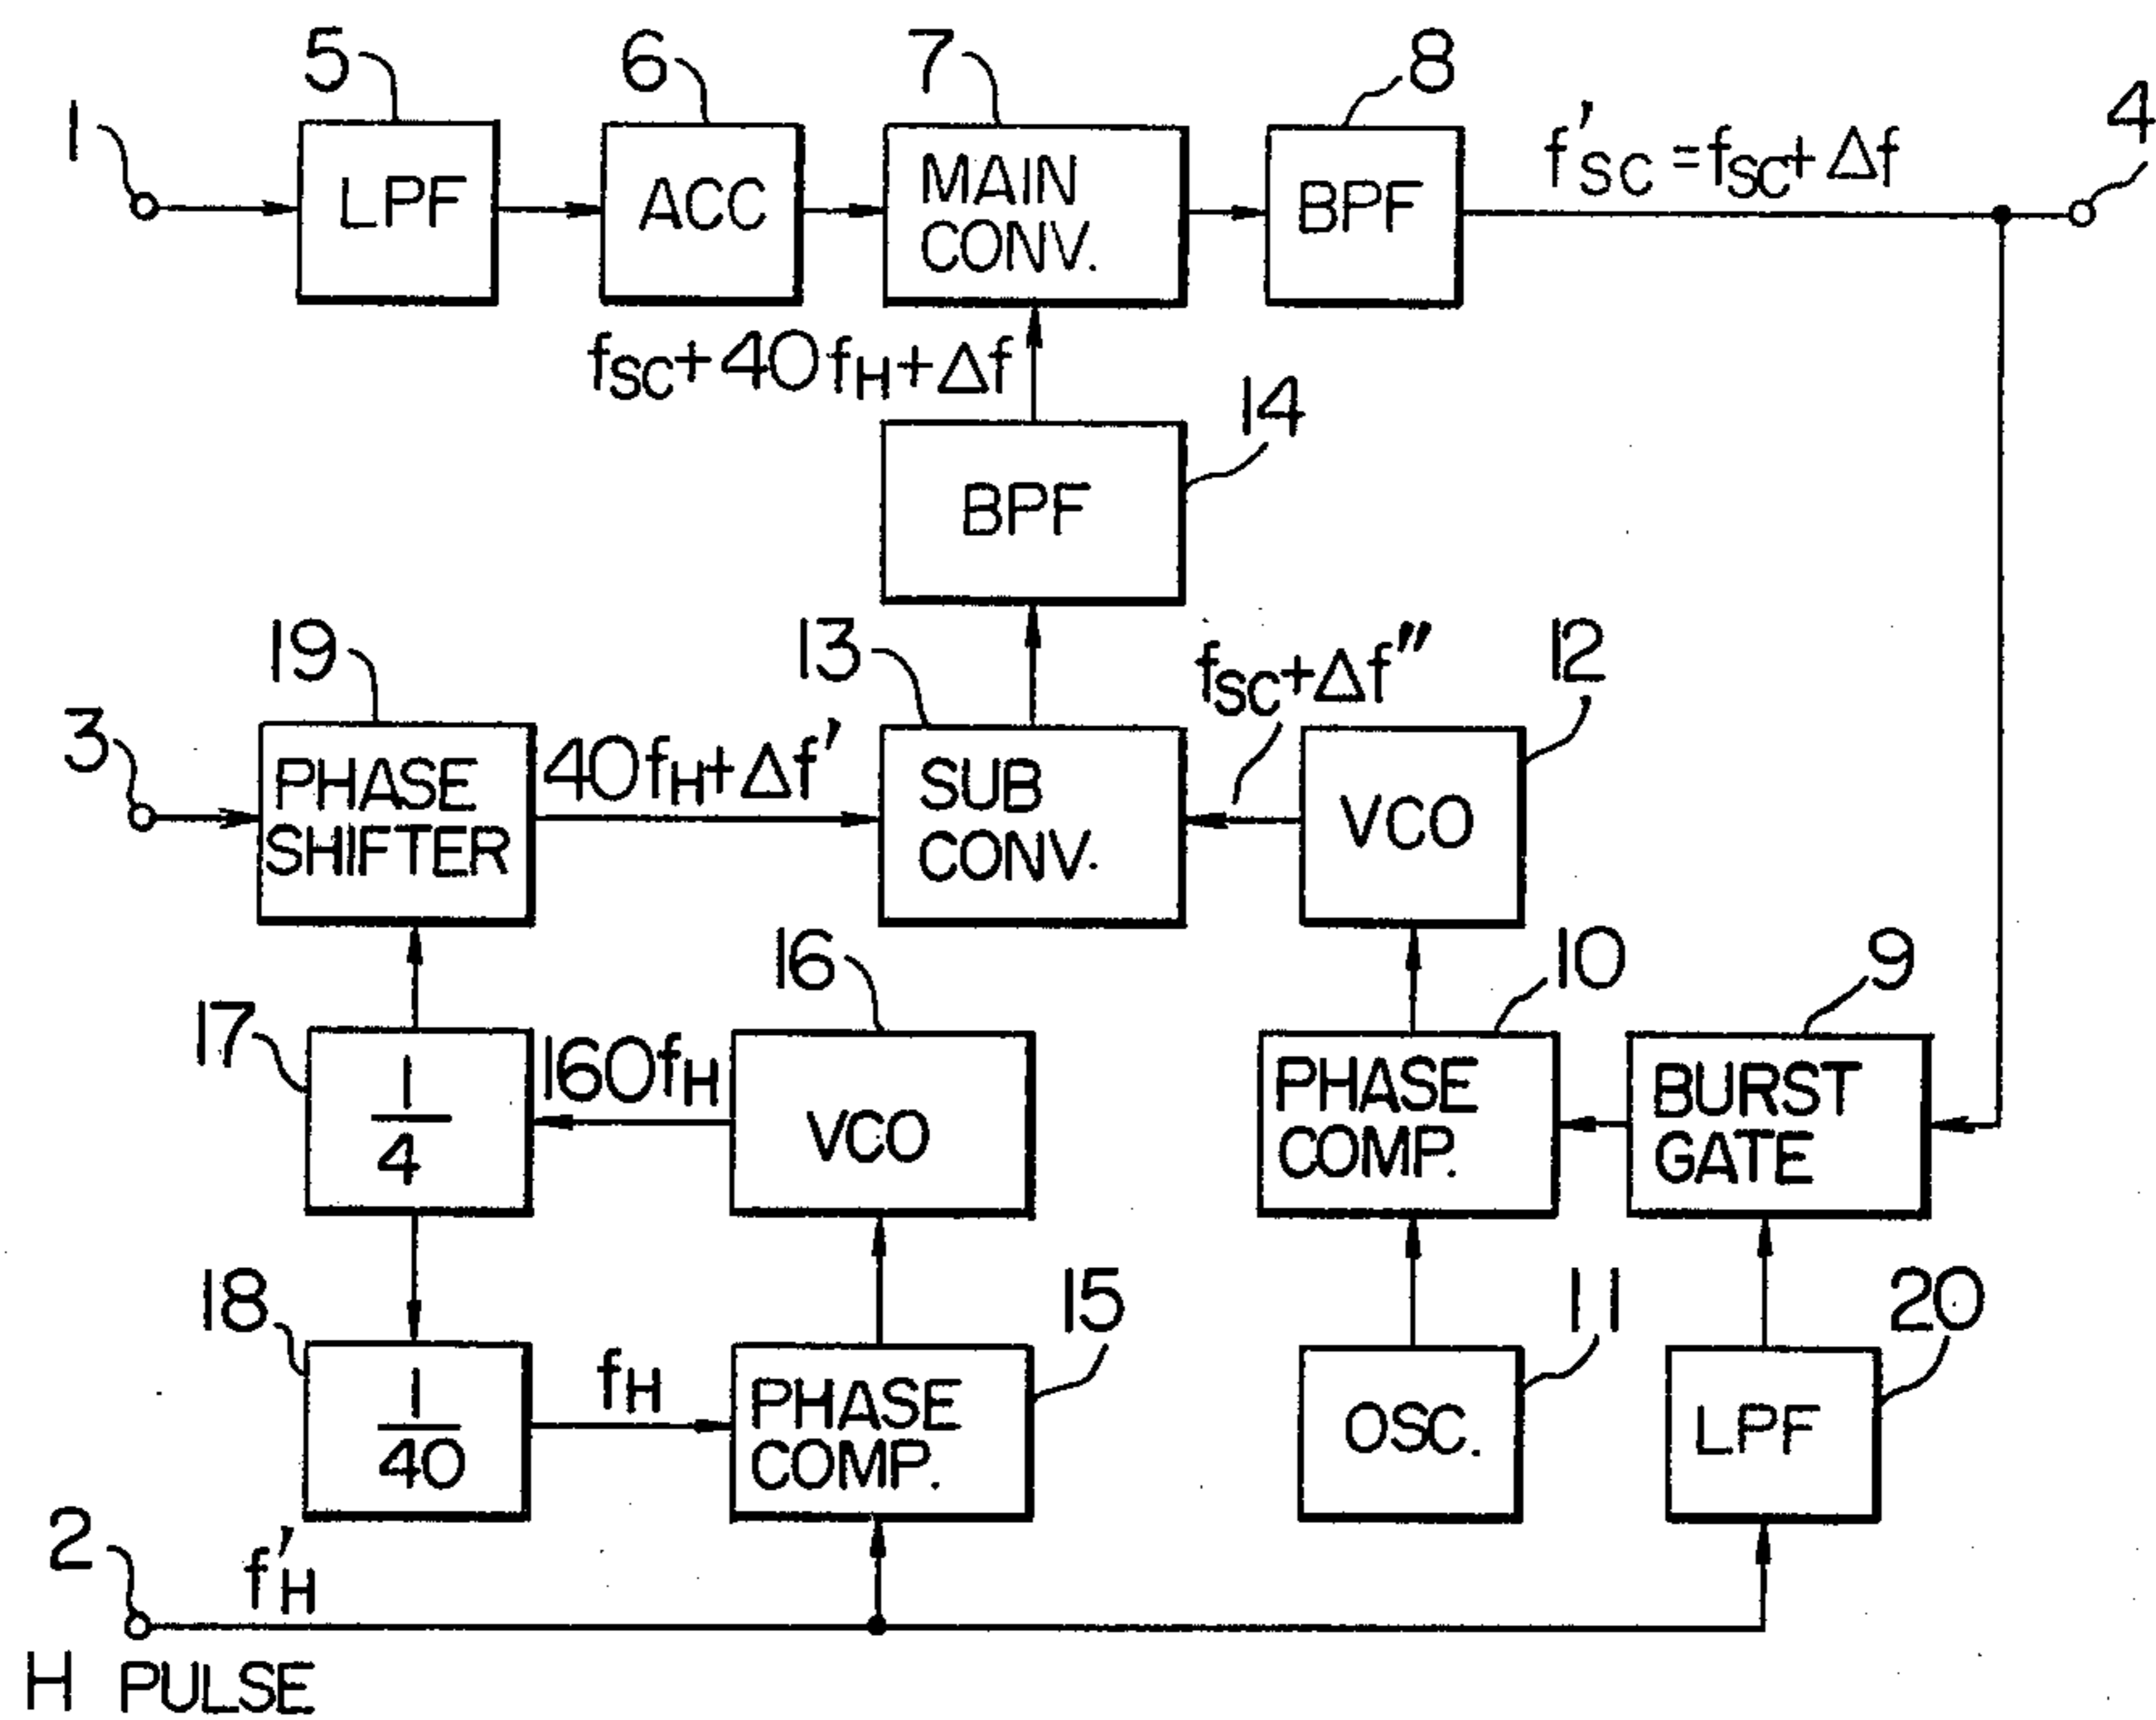 5
6
7
8
1
4
LPF
ACC
MAIN
CONV.
BPF
f'SC = fSC + Δf
fSC + 40fH + Δf
14
BPF
19
13
fSC + Δf"
12
3
PHASE
SHIFTER
40fH + Δf'
SUB
CONV.
VCO
16
10
9
17
1
4
160fH
VCO
PHASE
COMP.
BURST
GATE
18
15
11
20
1
40
fH
PHASE
COMP.
OSC.
LPF
2
f'H
H PULSE